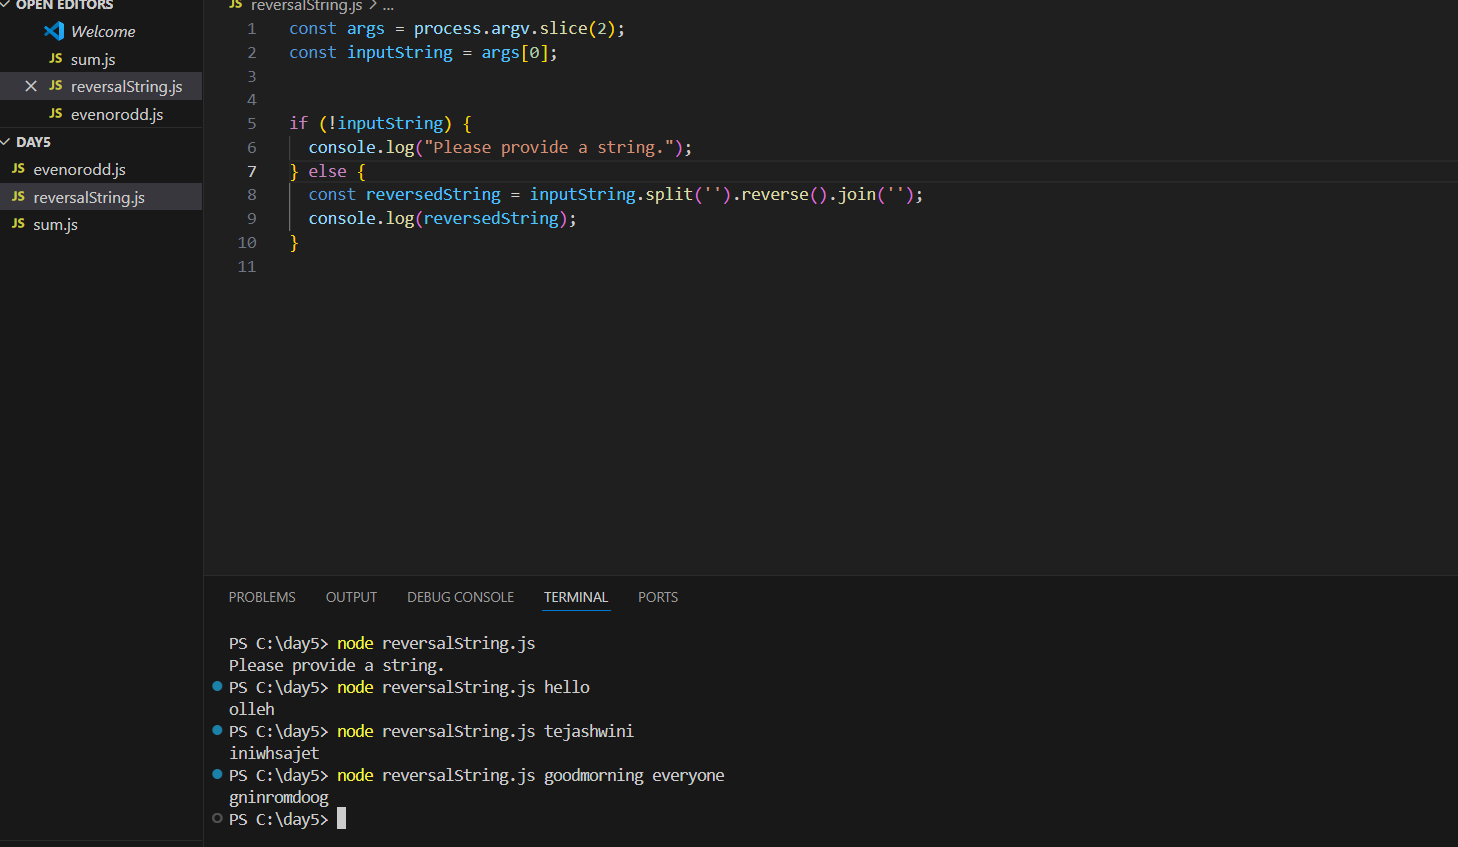 OPEN EDITORS
Welcome
JS sum.js
JS reversalString.js
JS evenorodd.js
DAY5
JS evenorodd.js
JS reversalString.js
JS sum.js
JS reversalString.js > ...
1 const args = process.argv.slice(2);
2 const inputString = args[0];
3
4
5 if (!inputString) {
6 console.log("Please provide a string.");
7 } else {
8 const reversedString = inputString.split('').reverse().join('');
9 console.log(reversedString);
10 }
11
PROBLEMS OUTPUT DEBUG CONSOLE TERMINAL PORTS
PS C:\day5> node reversalString.js
Please provide a string.
PS C:\day5> node reversalString.js hello
olleh
PS C:\day5> node reversalString.js tejashwini
iniwhsajet
PS C:\day5> node reversalString.js goodmorning everyone
gninromdoog
PS C:\day5>